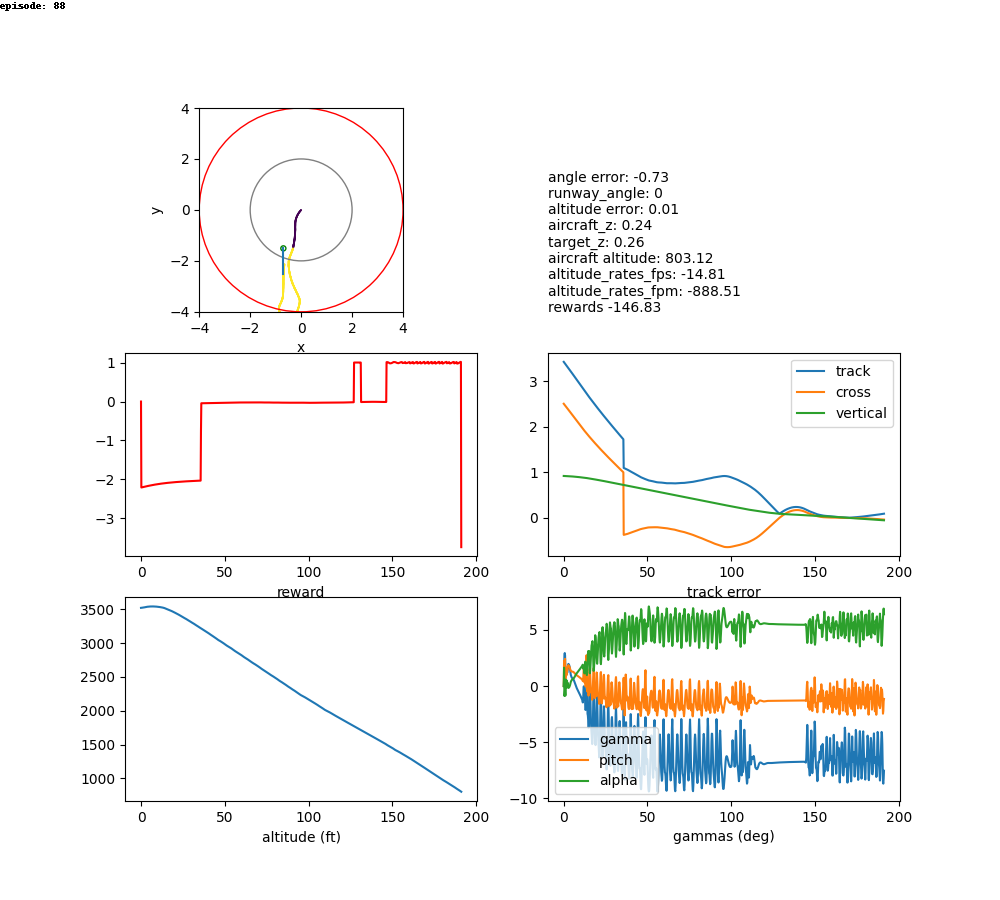 episode: 88
4
2
0
−2
−4
y
−4 −2 0 2 4
x
angle error: -0.73
runway_angle: 0
altitude error: 0.01
aircraft_z: 0.24
target_z: 0.26
aircraft altitude: 803.12
altitude_rates_fps: -14.81
altitude_rates_fpm: -888.51
rewards -146.83
1
0
−1
−2
−3
0 50 100 150 200
reward
3
2
1
0
track
cross
vertical
0 50 100 150 200
track error
3500
3000
2500
2000
1500
1000
0 50 100 150 200
altitude (ft)
5
0
−5
−10
gamma
pitch
alpha
0 50 100 150 200
gammas (deg)